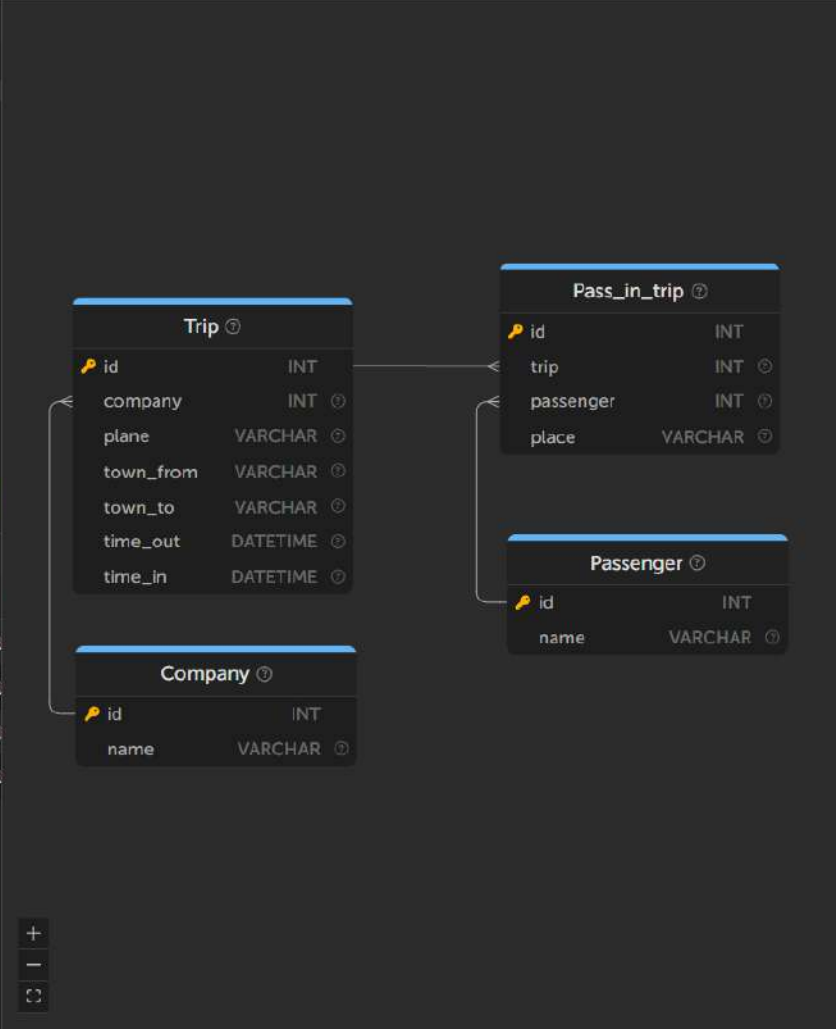 Trip
id INT
company INT
plane VARCHAR
town_from VARCHAR
town_to VARCHAR
time_out DATETIME
time_in DATETIME
Company
id INT
name VARCHAR
Pass_in_trip
id INT
trip INT
passenger INT
place VARCHAR
Passenger
id INT
name VARCHAR